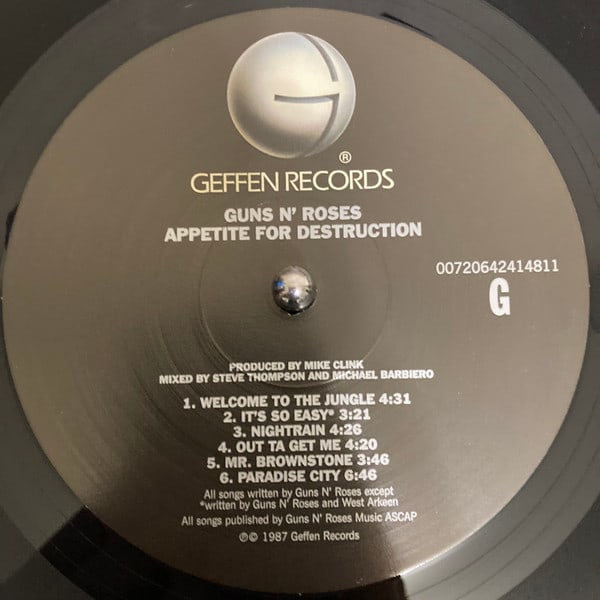 ®
GEFFEN RECORDS
GUNS N' ROSES
APPETITE FOR DESTRUCTION
00720642414811
G
PRODUCED BY MIKE CLINK
MIXED BY STEVE THOMPSON AND MICHAEL BARBIERO
1. WELCOME TO THE JUNGLE 4:31
2. IT'S SO EASY* 3:21
3. NIGHTRAIN 4:26
4. OUT TA GET ME 4:20
5. MR. BROWNSTONE 3:46
6. PARADISE CITY 6:46
All songs written by Guns N' Roses except
*written by Guns N' Roses and West Arkeen
All songs published by Guns N' Roses Music ASCAP
℗© 1987 Geffen Records